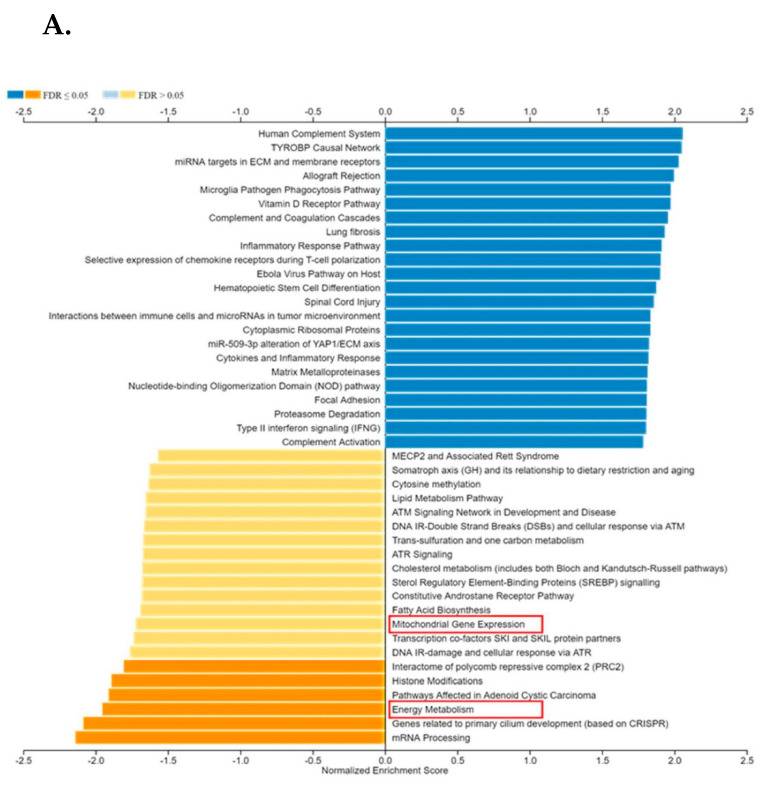 A.
FDR ≤ 0.05 FDR > 0.05
-2.5 -2.0 -1.5 -1.0 -0.5 0.0 0.5 1.0 1.5 2.0 2.5
Human Complement System
TYROBP Causal Network
miRNA targets in ECM and membrane receptors
Allograft Rejection
Microglia Pathogen Phagocytosis Pathway
Vitamin D Receptor Pathway
Complement and Coagulation Cascades
Lung fibrosis
Inflammatory Response Pathway
Selective expression of chemokine receptors during T-cell polarization
Ebola Virus Pathway on Host
Hematopoietic Stem Cell Differentiation
Spinal Cord Injury
Interactions between immune cells and microRNAs in tumor microenvironment
Cytoplasmic Ribosomal Proteins
miR-509-3p alteration of YAP1/ECM axis
Cytokines and Inflammatory Response
Matrix Metalloproteinases
Nucleotide-binding Oligomerization Domain (NOD) pathway
Focal Adhesion
Proteasome Degradation
Type II interferon signaling (IFNG)
Complement Activation
MECP2 and Associated Rett Syndrome
Somatroph axis (GH) and its relationship to dietary restriction and aging
Cytosine methylation
Lipid Metabolism Pathway
ATM Signaling Network in Development and Disease
DNA IR-Double Strand Breaks (DSBs) and cellular response via ATM
Trans-sulfuration and one carbon metabolism
ATR Signaling
Cholesterol metabolism (includes both Bloch and Kandutsch-Russell pathways)
Sterol Regulatory Element-Binding Proteins (SREBP) signalling
Constitutive Androstane Receptor Pathway
Fatty Acid Biosynthesis
Mitochondrial Gene Expression
Transcription co-factors SKI and SKIL protein partners
DNA IR-damage and cellular response via ATR
Interactome of polycomb repressive complex 2 (PRC2)
Histone Modifications
Pathways Affected in Adenoid Cystic Carcinoma
Energy Metabolism
Genes related to primary cilium development (based on CRISPR)
mRNA Processing
-2.5 -2.0 -1.5 -1.0 -0.5 0.0 0.5 1.0 1.5 2.0 2.5
Normalized Enrichment Score